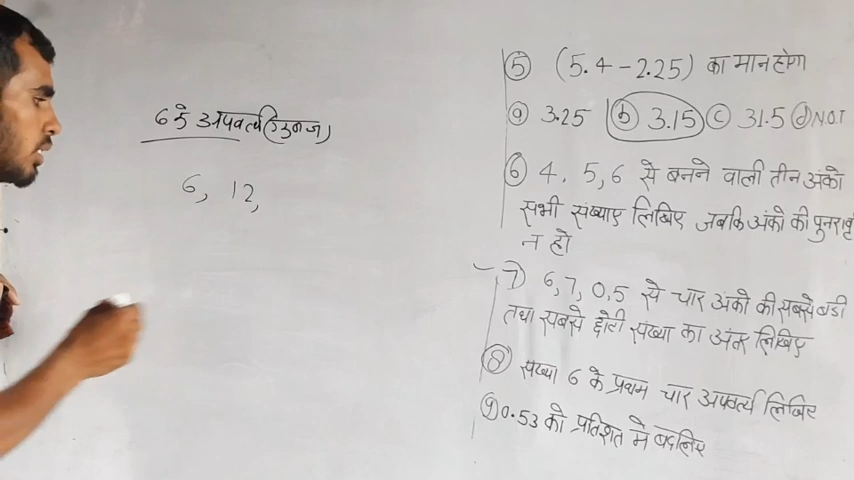 6 के अपवर्त्य (गुणज)
6, 12,
⑤ (5.4 - 2.25) का मान होगा
ⓐ 3.25 ⓑ 3.15 ⓒ 31.5 ⓓ N.O.T
⑥ 4, 5, 6 से बनने वाली तीन अंको
सभी संख्याए लिखिए जबकि अंको की पुनरावृ
न हो
7) 6, 7, 0, 5 से चार अंको की सबसे बडी
तथा सबसे छोटी संख्या का अंतर लिखिए
⑧ संख्या 6 के प्रथम चार अपवर्त्य लिखिए
⑨ 0.53 को प्रतिशत मे बदलिए